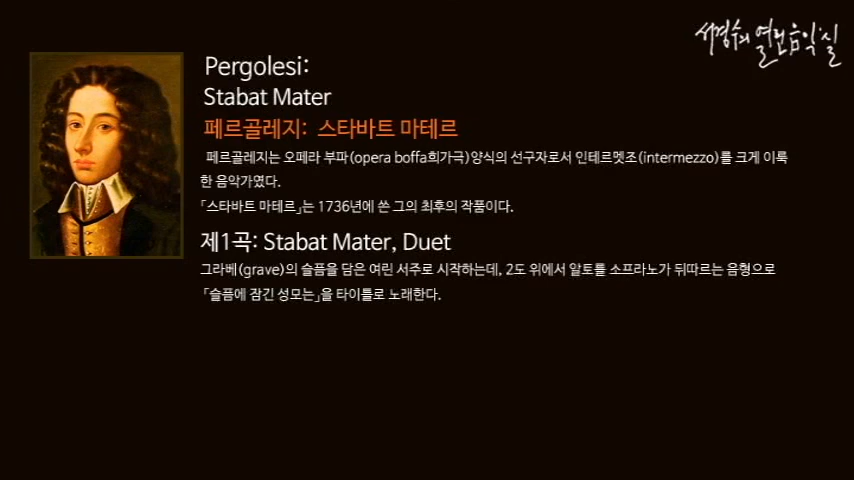 서경수의 열린음악실
Pergolesi:
Stabat Mater
페르골레지: 스타바트 마테르
페르골레지는 오페라 부파(opera boffa희가극)양식의 선구자로서 인테르멧조(intermezzo)를 크게 이룩
한 음악가였다.
「스타바트 마테르」는 1736년에 쓴 그의 최후의 작품이다.
제1곡: Stabat Mater, Duet
그라베(grave)의 슬픔을 담은 여린 서주로 시작하는데, 2도 위에서 알토를 소프라노가 뒤따르는 음형으로
「슬픔에 잠긴 성모는」을 타이틀로 노래한다.